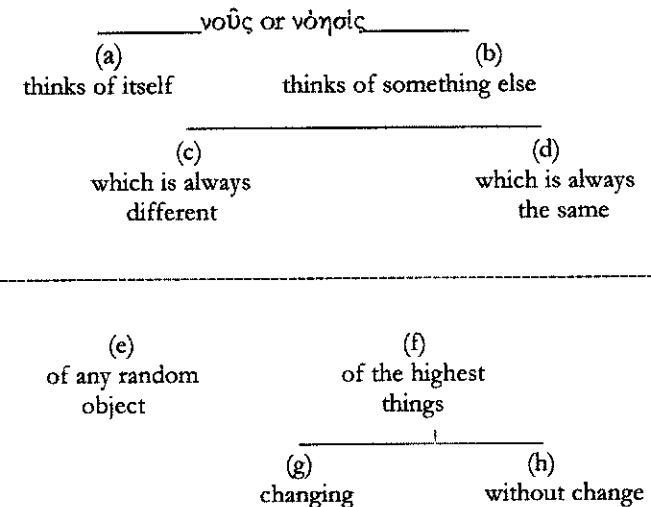 νοῦς or νὸησίς
(a) (b)
thinks of itself thinks of something else
(c) (d)
which is always which is always
different the same
(e) (f)
of any random of the highest
object things
(g) (h)
changing without change